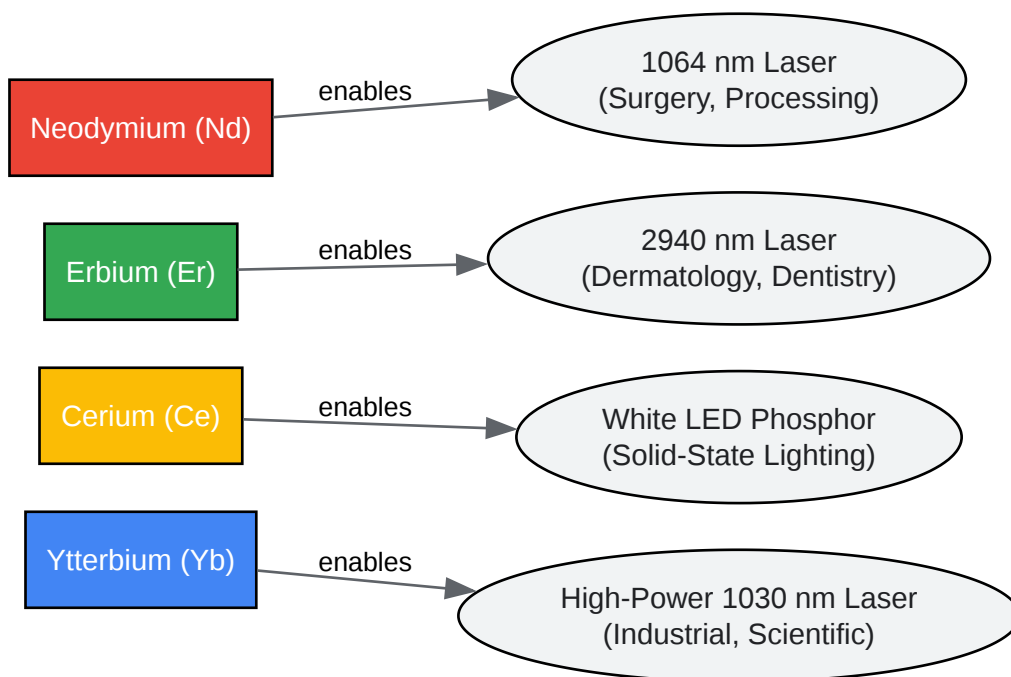 Neodymium (Nd)
enables
1064 nm Laser
(Surgery, Processing)
Erbium (Er)
enables
2940 nm Laser
(Dermatology, Dentistry)
Cerium (Ce)
enables
White LED Phosphor
(Solid-State Lighting)
Ytterbium (Yb)
enables
High-Power 1030 nm Laser
(Industrial, Scientific)